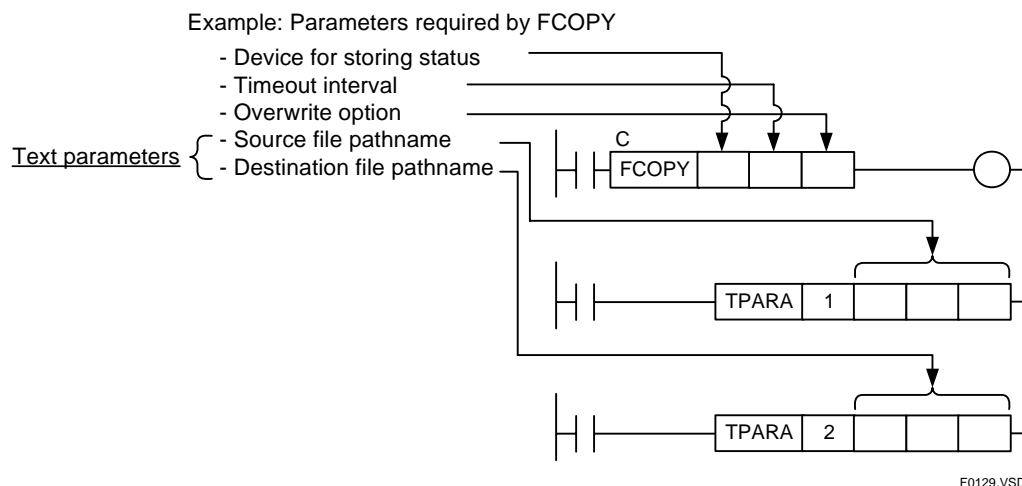 Example: Parameters required by FCOPY
- Device for storing status
- Timeout interval
- Overwrite option
Text parameters
- Source file pathname
- Destination file pathname
C
FCOPY
TPARA 1
TPARA 2
F0129.VSD